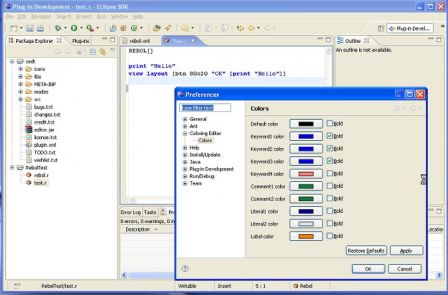 Plug-in Development - test.r - Eclipse SDK
File Edit Navigate Search Project Run Window Help
Plug-in Devel...
Package Explorer
Plug-ins
rebol.xml
test.r
Outline
An outline is not available.
cedt
icons
libs
META-INF
modes
src
bugs.txt
changes.txt
credit.txt
editor.jar
license.txt
plugin.xml
TODO.txt
wishlist.txt
RebolTest
rebol.r
test.r
REBOL[]
print "Hello"
view layout [btn 80x20 "OK" [print "Hello"]]
Preferences
type filter text
General
Ant
Coloring Editor
Colors
Help
Install/Update
Java
Plug-in Development
Run/Debug
Team
Colors
Default color Bold
Keyword1 color Bold
Keyword2 color Bold
Keyword3 color Bold
Keyword4 color Bold
Comment1 color Bold
Comment2 color Bold
Literal1 color Bold
Literal2 color Bold
Label color Bold
Restore Defaults Apply
OK Cancel
Error Log Tasks
0 errors, 0 warnings, 0
Description
RebolTest/test.r
Writable
Insert
5 : 1
Rebol